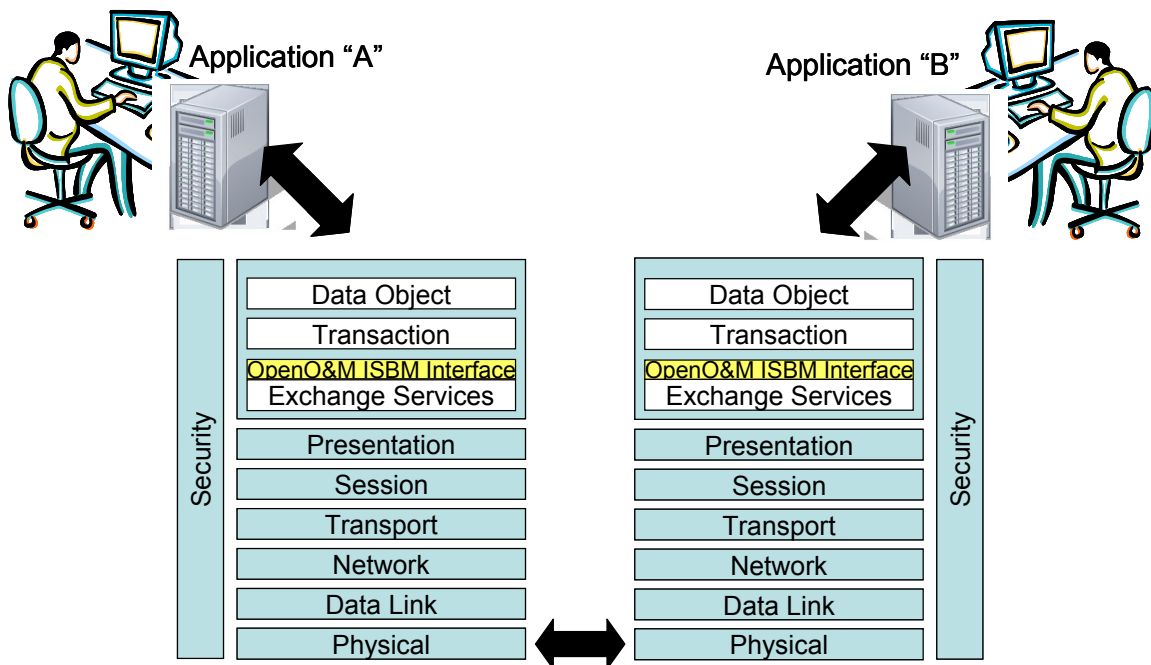 Application “A”
Application “B”
Security
Data Object
Transaction
OpenO&M ISBM Interface
Exchange Services
Presentation
Session
Transport
Network
Data Link
Physical
Data Object
Transaction
OpenO&M ISBM Interface
Exchange Services
Presentation
Session
Transport
Network
Data Link
Physical
Security